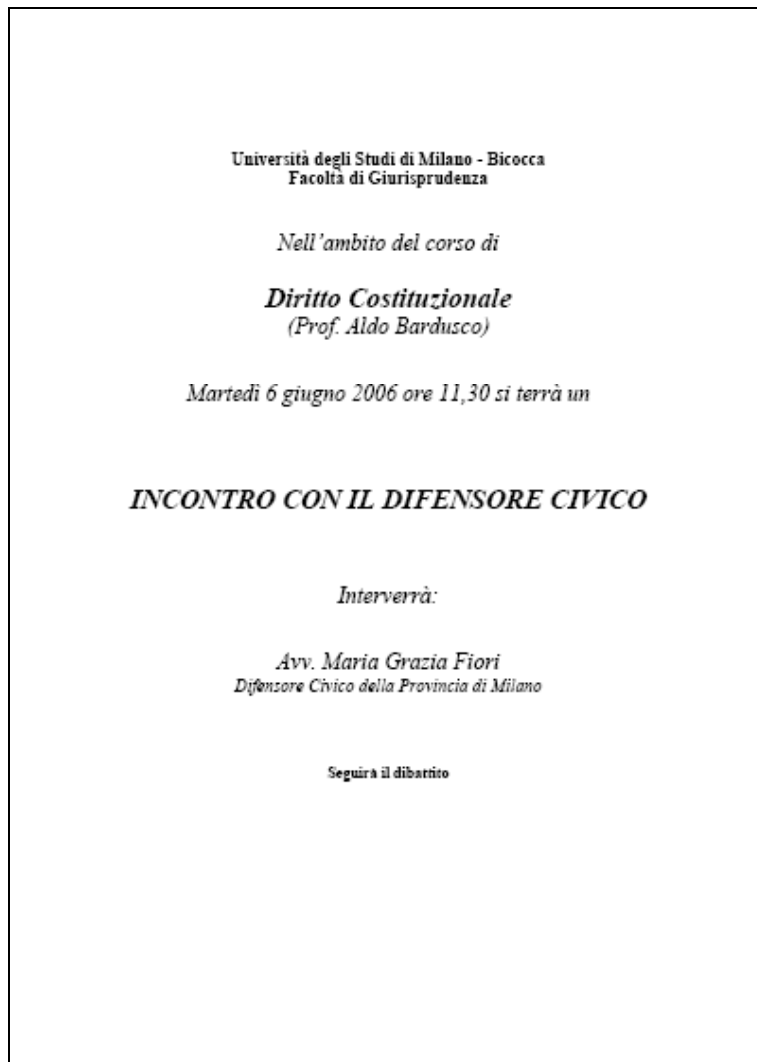 Università degli Studi di Milano - Bicocca
Facoltà di Giurisprudenza
Nell'ambito del corso di
Diritto Costituzionale
(Prof. Aldo Bardusco)
Martedì 6 giugno 2006 ore 11,30 si terrà un
INCONTRO CON IL DIFENSORE CIVICO
Interverrà:
Avv. Maria Grazia Fiori
Difensore Civico della Provincia di Milano
Seguirà il dibattito